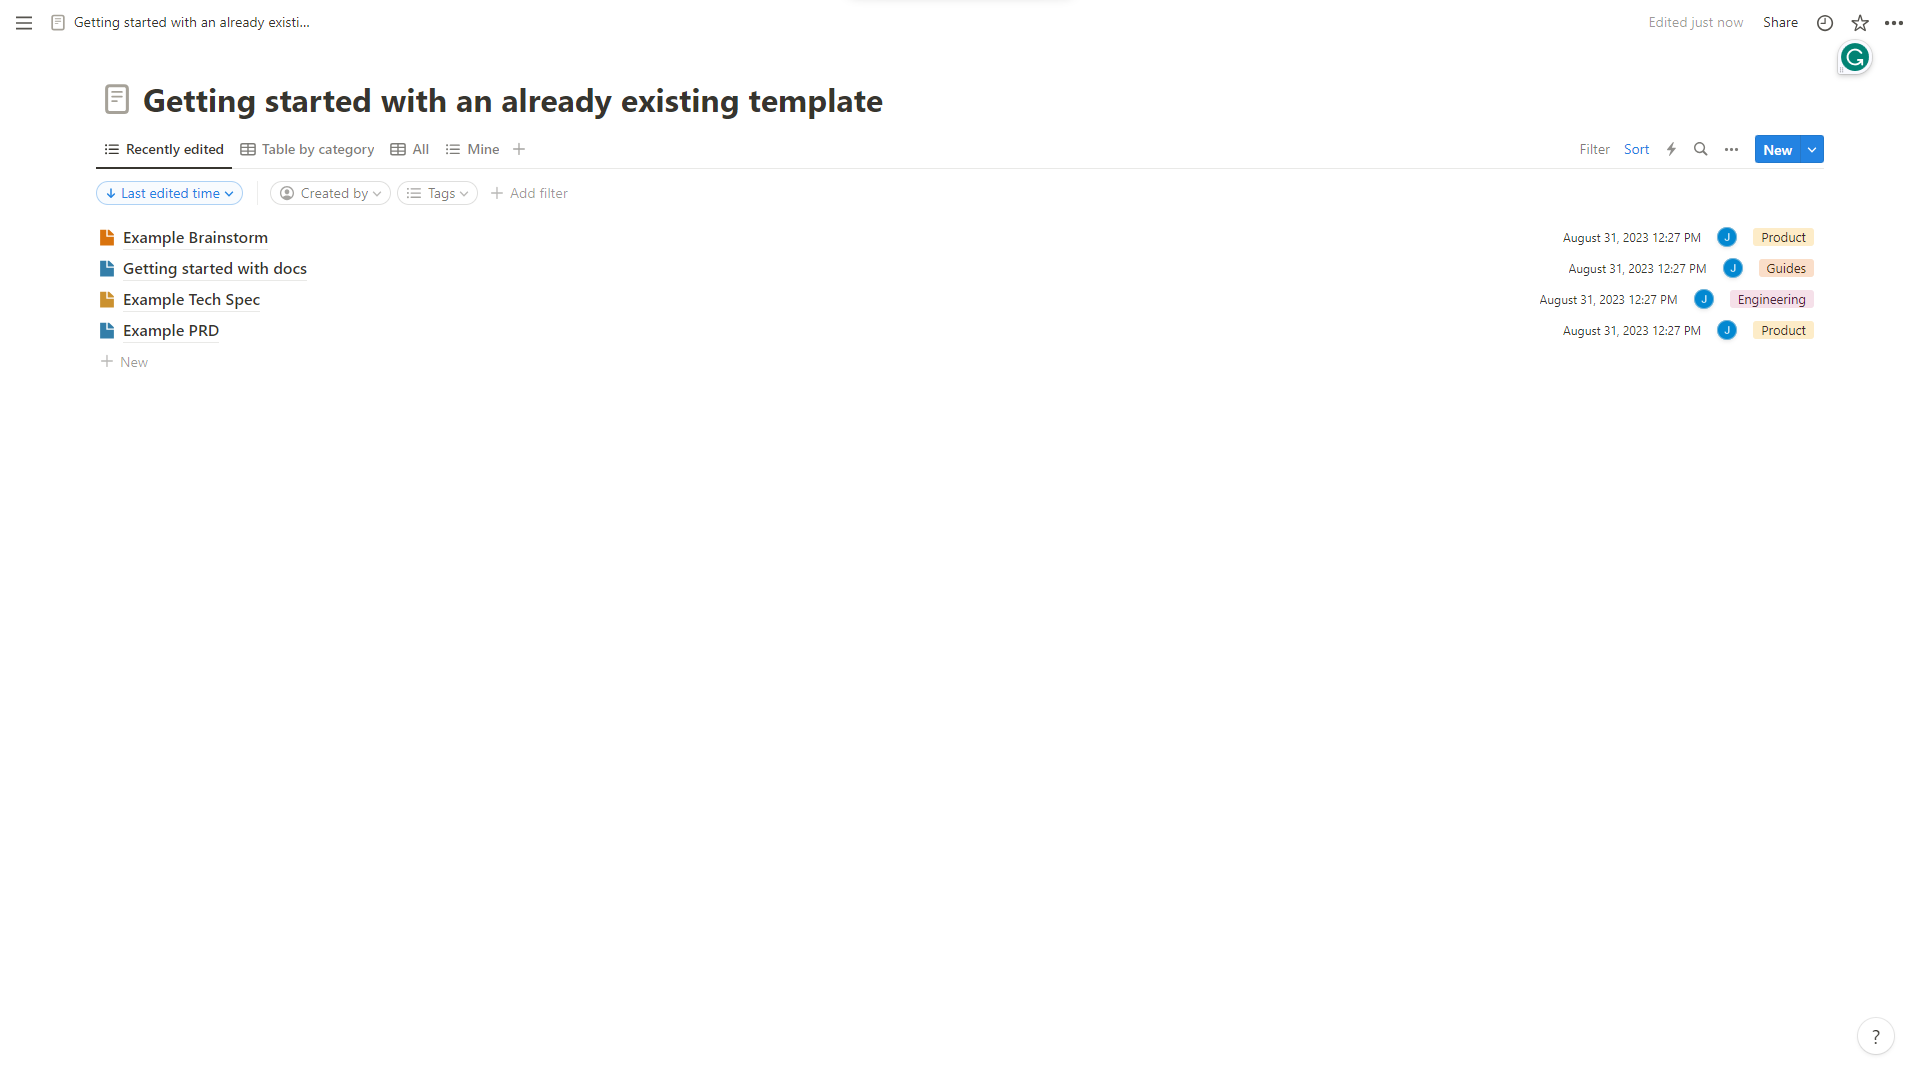 Getting started with an already existi...
Edited just now
Share
Getting started with an already existing template
Recently edited
Table by category
All
Mine
Filter
Sort
New
Last edited time
Created by
Tags
Add filter
Example Brainstorm
August 31, 2023 12:27 PM J Product
Getting started with docs
August 31, 2023 12:27 PM J Guides
Example Tech Spec
August 31, 2023 12:27 PM J Engineering
Example PRD
August 31, 2023 12:27 PM J Product
New
?